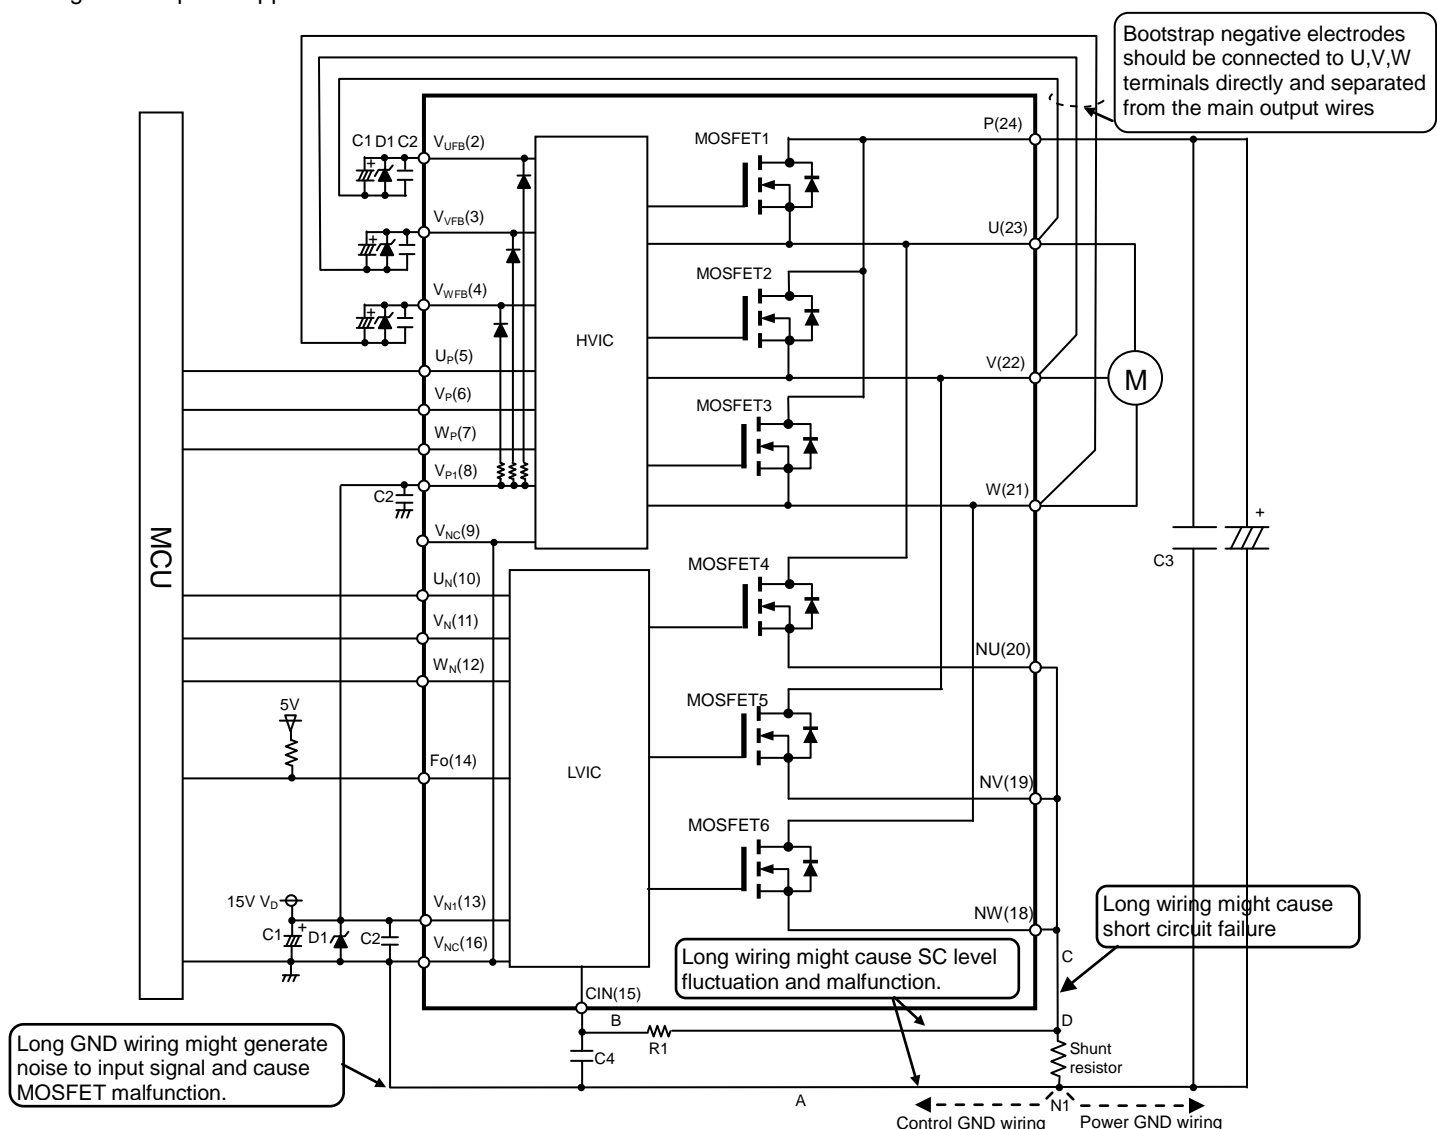 Bootstrap negative electrodes
should be connected to U,V,W
terminals directly and separated
from the main output wires
P(24)
MOSFET1
C1 D1 C2
VUFB(2)
VVFB(3)
U(23)
MOSFET2
VWFB(4)
HVIC
UP(5)
V(22)
M
VP(6)
MOSFET3
WP(7)
VP1(8)
C2
W(21)
+
MCU
VNC(9)
C3
MOSFET4
UN(10)
VN(11)
NU(20)
WN(12)
5V
MOSFET5
Fo(14)
LVIC
NV(19)
MOSFET6
15V VD
VN1(13)
NW(18)
Long wiring might cause
short circuit failure
C1
+
D1
C2
VNC(16)
Long wiring might cause SC level
fluctuation and malfunction.
C
CIN(15)
B
D
R1
C4
Shunt
resistor
Long GND wiring might generate
noise to input signal and cause
MOSFET malfunction.
A
N1
Control GND wiring
Power GND wiring